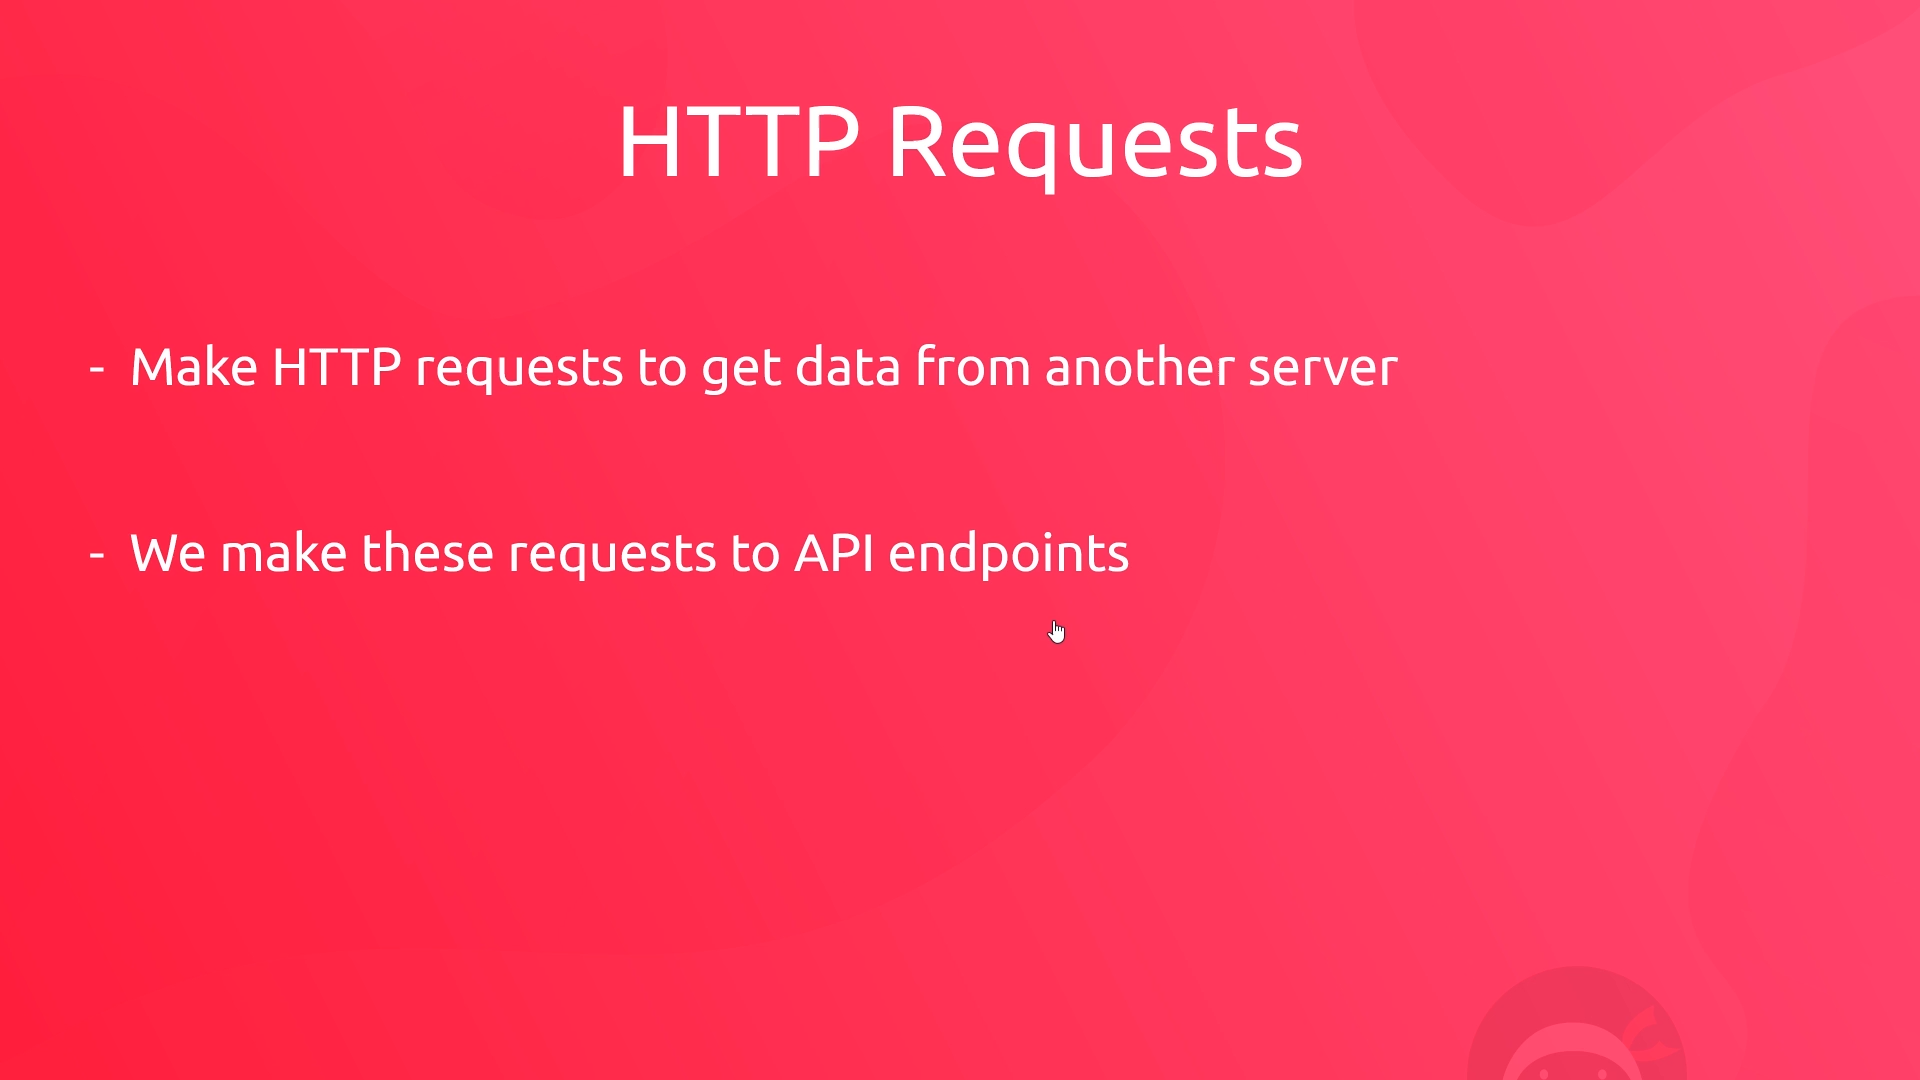 HTTP Requests
- Make HTTP requests to get data from another server
- We make these requests to API endpoints